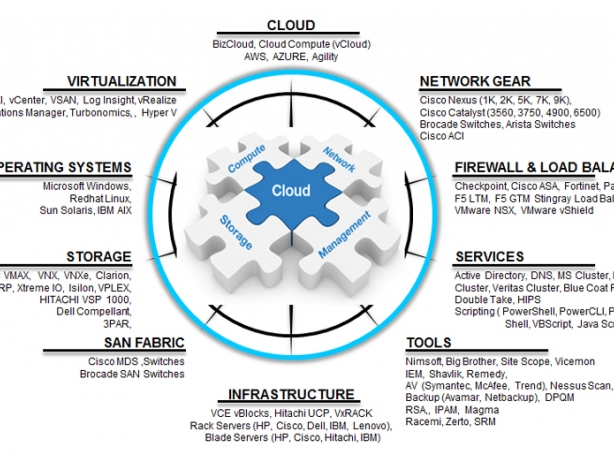 CLOUD
BizCloud, Cloud Compute (vCloud)
AWS, AZURE, Agility
VIRTUALIZATION
, vCenter, VSAN, Log Insight, vRealize
Manager, Turbonomics, , Hyper V
NETWORK GEAR
Cisco Nexus (1K, 2K, 5K, 7K, 9K),
Cisco Catalyst (3560, 3750, 4900, 6500)
Brocade Switches, Arista Switches
Cisco ACI
SYSTEMS
Microsoft Windows,
Redhat Linux,
Sun Solaris, IBM AIX
FIREWALL & LOAD
Checkpoint, Cisco ASA, Fortinet,
F5 LTM, F5 GTM Stingray Load
VMware NSX, VMware vShield
Compute
Network
Cloud
Storage
Management
STORAGE
VMAX, VNX, VNXe, Clarion,
, Xtreme IO, Isilon, VPLEX,
HITACHI VSP 1000,
Dell Compellant,
3PAR,
SERVICES
Active Directory, DNS, MS Cluster,
Cluster, Veritas Cluster, Blue Coat
Double Take, HIPS
Scripting ( PowerShell, PowerCLI,
Shell, VBScript, Java
SAN FABRIC
Cisco MDS ,Switches
Brocade SAN Switches
TOOLS
Nimsoft, Big Brother, Site Scope, Vicemon
IEM, Shavlik, Remedy,
AV (Symantec, McAfee, Trend), Nessus Scan,
Backup (Avamar, Netbackup), DPQM
RSA,, IPAM, Magma
Racemi, Zerto, SRM
INFRASTRUCTURE
VCE vBlocks, Hitachi UCP, VxRACK
Rack Servers (HP, Cisco, Dell, IBM, Lenovo),
Blade Servers (HP, Cisco, Hitachi, IBM)